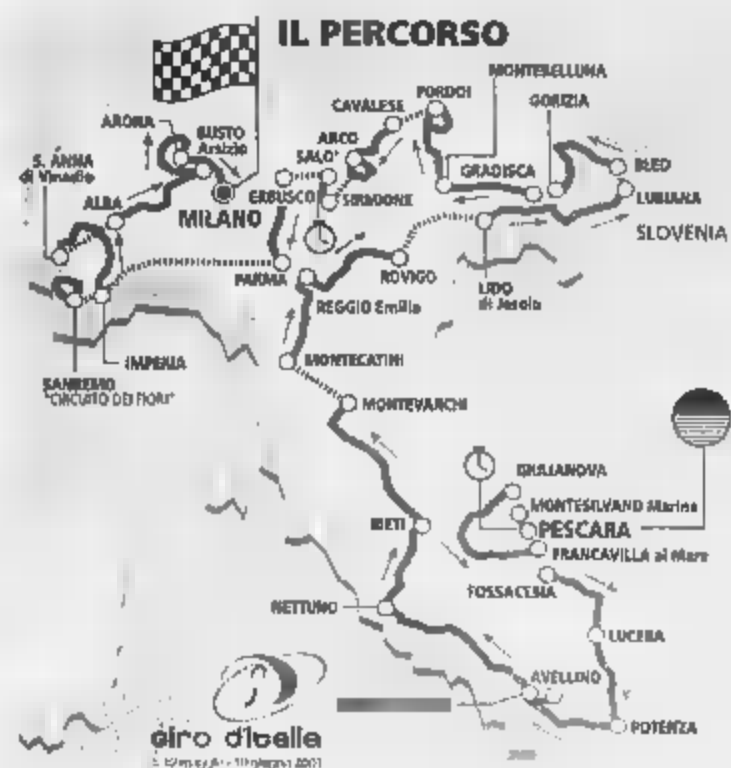 IL PERCORSO
MONTEBELLUNA
PORDOI
GORIZIA
CAVALESE
ARONA
BUSTO
Arsizio
ARCO
SALO'
S. ANNA
di Vinadio
GRADISCA
BLED
ERBUSCO
SIRMIONE
LUBIANA
ALBA
MILANO
SLOVENIA
PARMA
ROVIGO
LIDO
di Jesolo
REGGIO Emilia
IMPERIA
MONTECATINI
SANREMO
"CIRCUITO DEI FIORI"
MONTEVARCHI
GIULIANOVA
MONTESILVANO Marina
RIETI
PESCARA
FRANCAVILLA al Mare
FOSSACESIA
NETTUNO
LUCERA
AVELLINO
POTENZA
giro d'italia